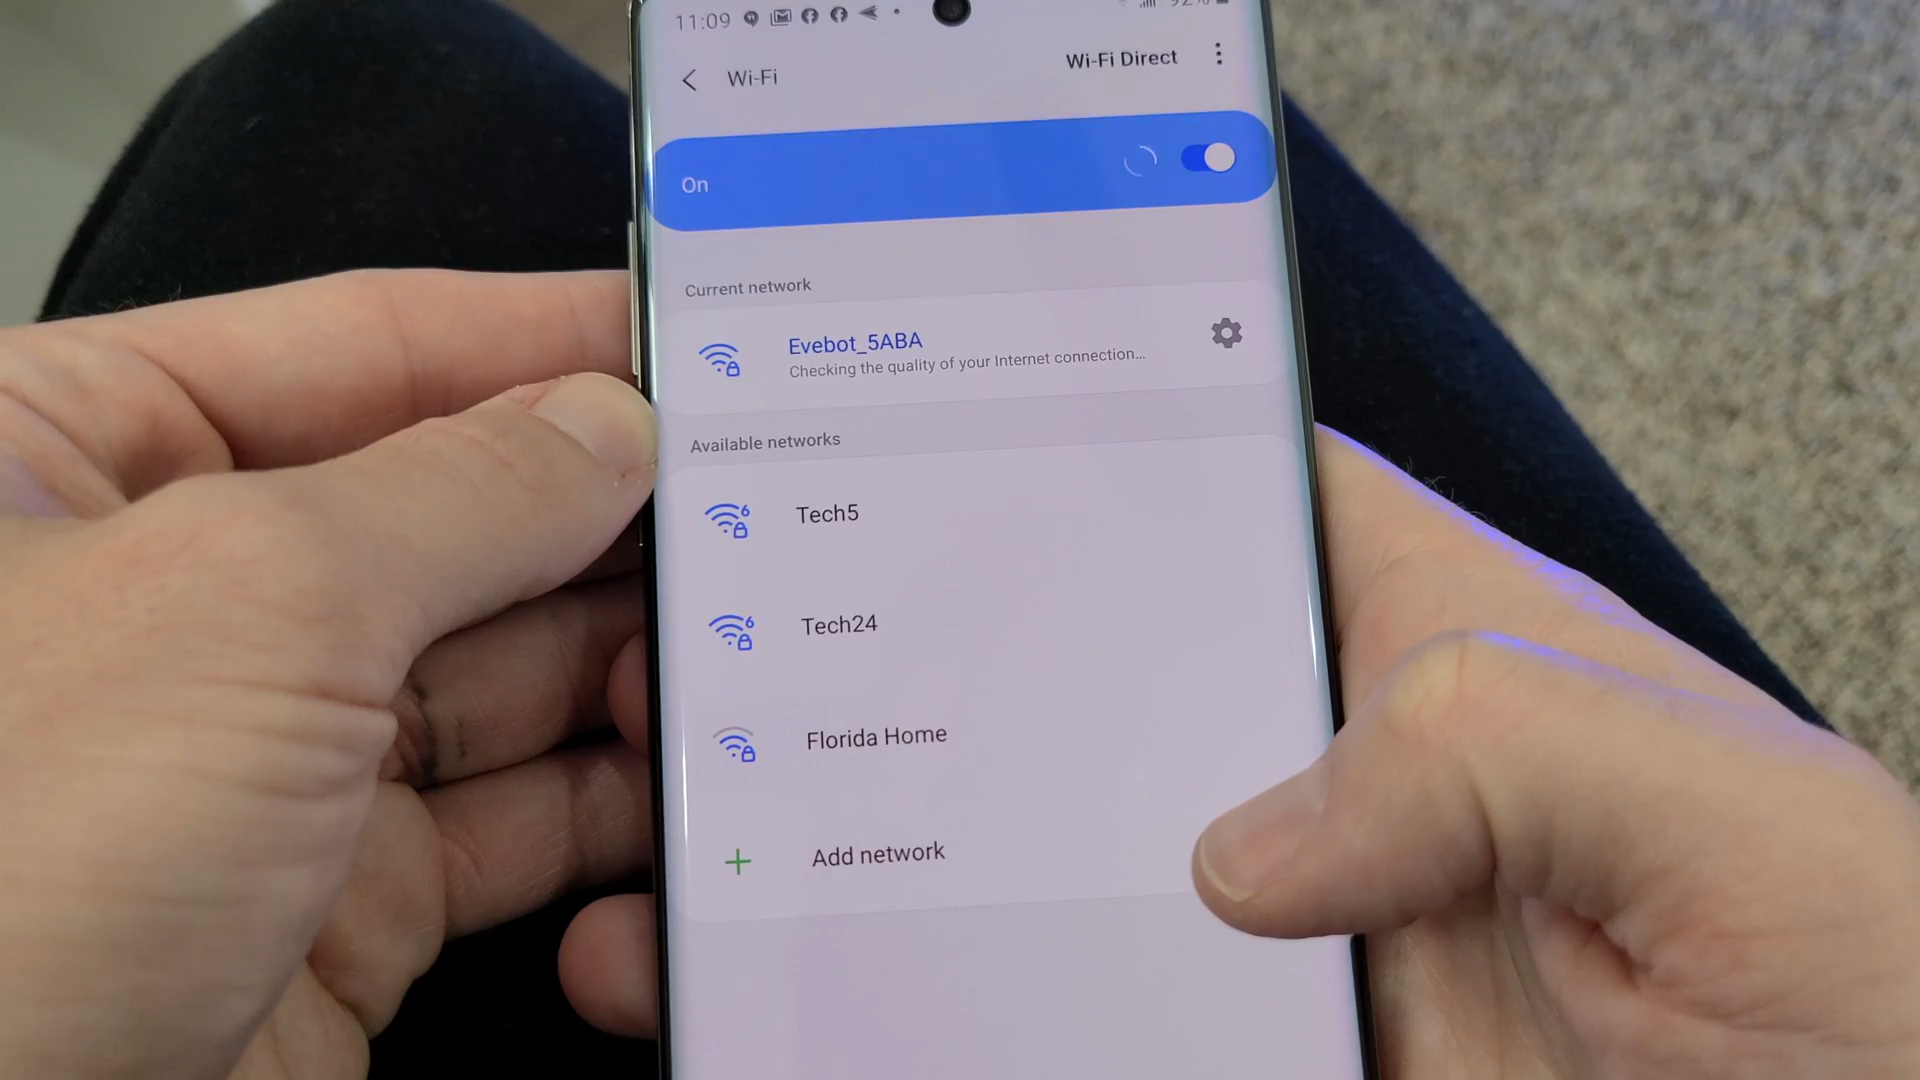 11:09
Wi-Fi
Wi-Fi Direct
On
Current network
Evebot_5ABA
Checking the quality of your Internet connection...
Available networks
Tech5
Tech24
Florida Home
Add network